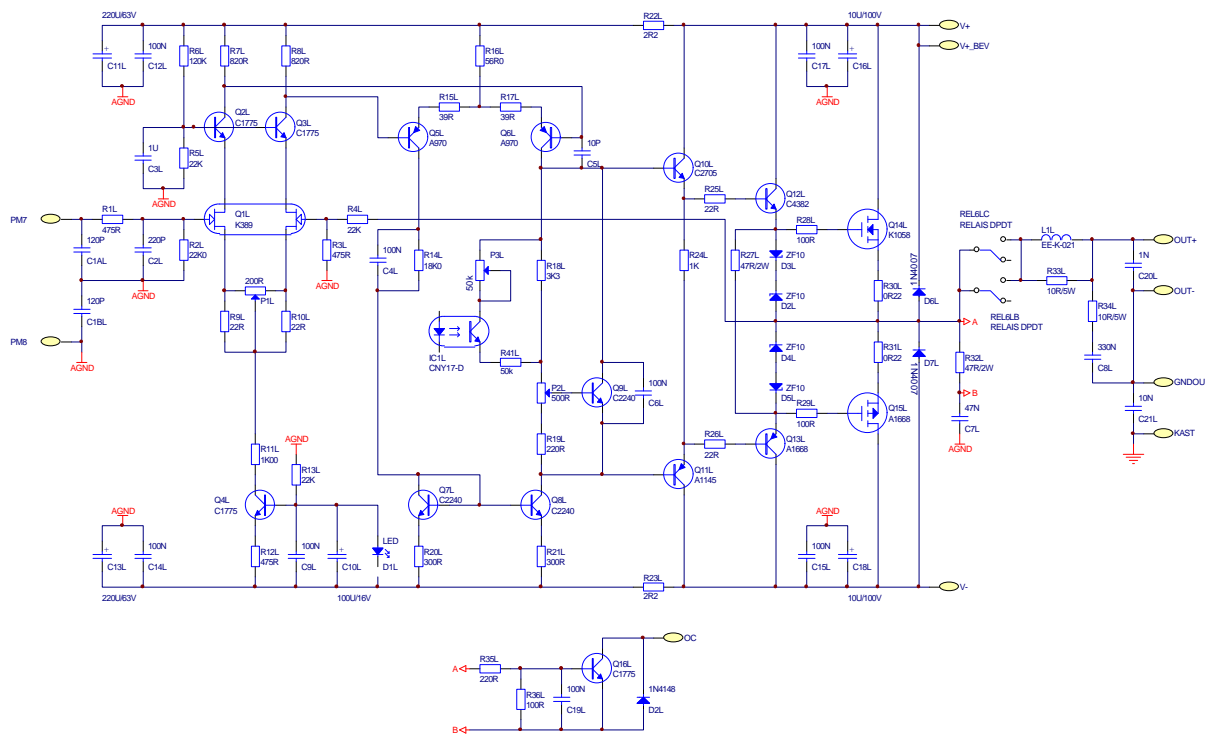 220U/63V
R22L
2R2
10U/100V
V+
V+_BEV
100N
C11L
C12L
R6L
120K
R7L
820R
R8L
820R
R16L
56R0
100N
C17L
C16L
AGND
AGND
R15L
39R
R17L
39R
Q2L
C1775
Q3L
C1775
Q5L
A970
Q6L
A970
10P
C5L
1U
C3L
R5L
22K
AGND
Q10L
C2705
R25L
22R
Q12L
C4382
PM7
R1L
475R
Q1L
K389
R4L
22K
R28L
100R
Q14L
K1058
REL6LC
RELAIS DPDT
L1L
EE-K-021
OUT+
120P
C1AL
220P
C2L
R2L
22K0
R3L
475R
AGND
AGND
100N
C4L
R14L
18K0
P3L
50k
R18L
3K3
R24L
1K
R27L
47R/2W
ZF10
D3L
ZF10
D2L
R30L
0R22
1N4007
D6L
R33L
10R/5W
1N
C20L
OUT-
120P
C1BL
200R
P1L
R9L
22R
R10L
22R
REL6LB
RELAIS DPDT
R34L
10R/5W
A
PM8
AGND
IC1L
CNY17-D
R41L
50k
ZF10
D4L
R31L
0R22
D7L
1N4007
R32L
47R/2W
330N
C8L
P2L
500R
Q9L
C2240
100N
C6L
ZF10
D5L
B
GNDOU
R29L
100R
Q15L
A1668
47N
C7L
AGND
10N
C21L
KAST
R11L
1K00
AGND
R13L
22K
R19L
220R
R26L
22R
Q13L
A1668
Q11L
A1145
Q4L
C1775
Q7L
C2240
Q8L
C2240
AGND
AGND
100N
C13L
C14L
R12L
475R
100N
C9L
C10L
LED
D1L
R20L
300R
R21L
300R
100N
C15L
C18L
R23L
2R2
V-
220U/63V
100U/16V
10U/100V
OC
A
R35L
220R
Q16L
C1775
R36L
100R
100N
C19L
1N4148
D2L
B